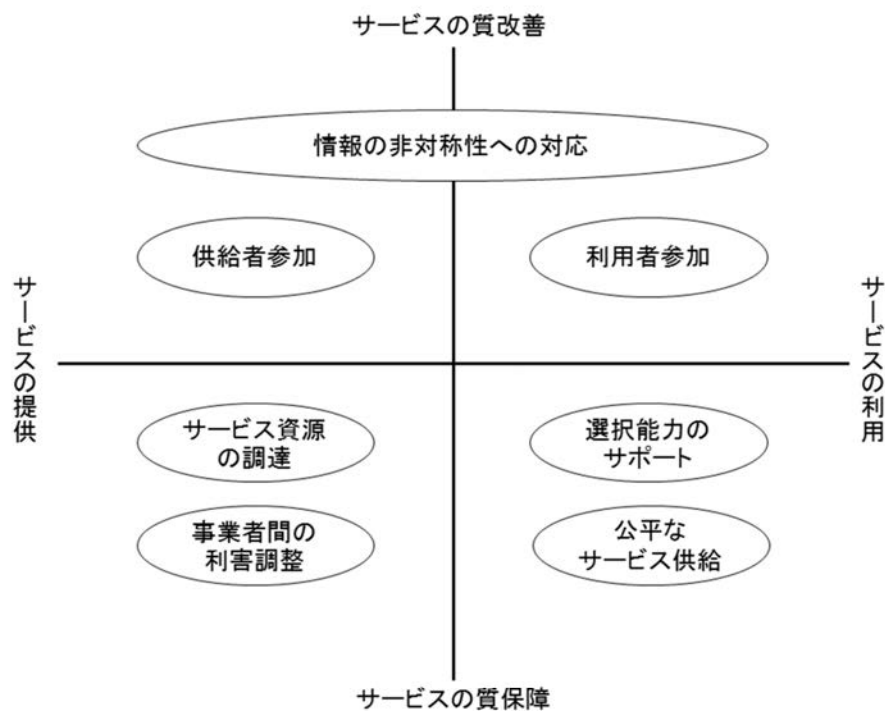 サービスの質改善
情報の非対称性への対応
供給者参加
利用者参加
サービスの提供
サービスの利用
サービス資源
の調達
選択能力の
サポート
事業者間の
利害調整
公平な
サービス供給
サービスの質保障